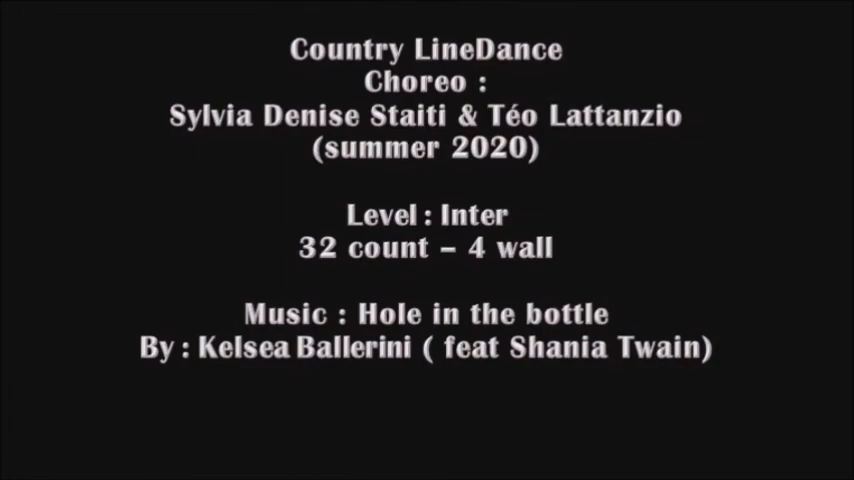 Country LineDance
Choreo :
Sylvia Denise Staiti & Téo Lattanzio
(summer 2020)
Level : Inter
32 count – 4 wall
Music : Hole in the bottle
By : Kelsea Ballerini ( feat Shania Twain)